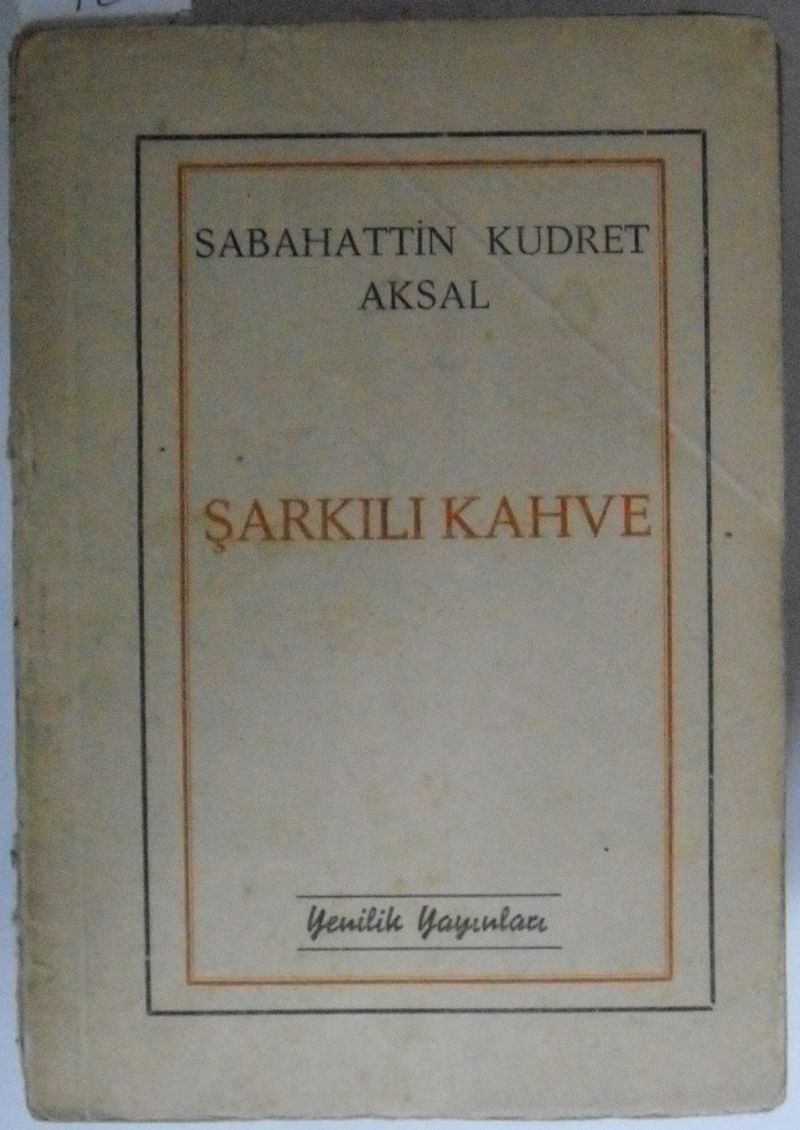 SABAHATTİN KUDRET
AKSAL
ŞARKILI KAHVE
Yenilik Yayınları